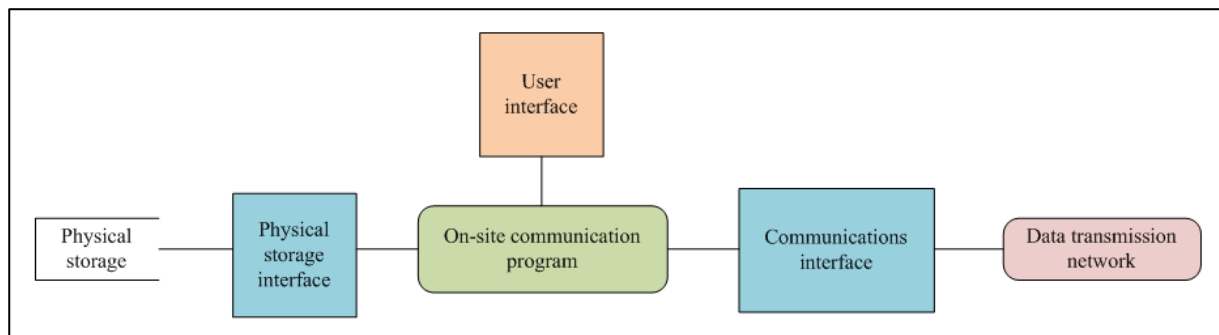 User
interface
Physical
storage
Physical
storage
interface
On-site communication
program
Communications
interface
Data transmission
network